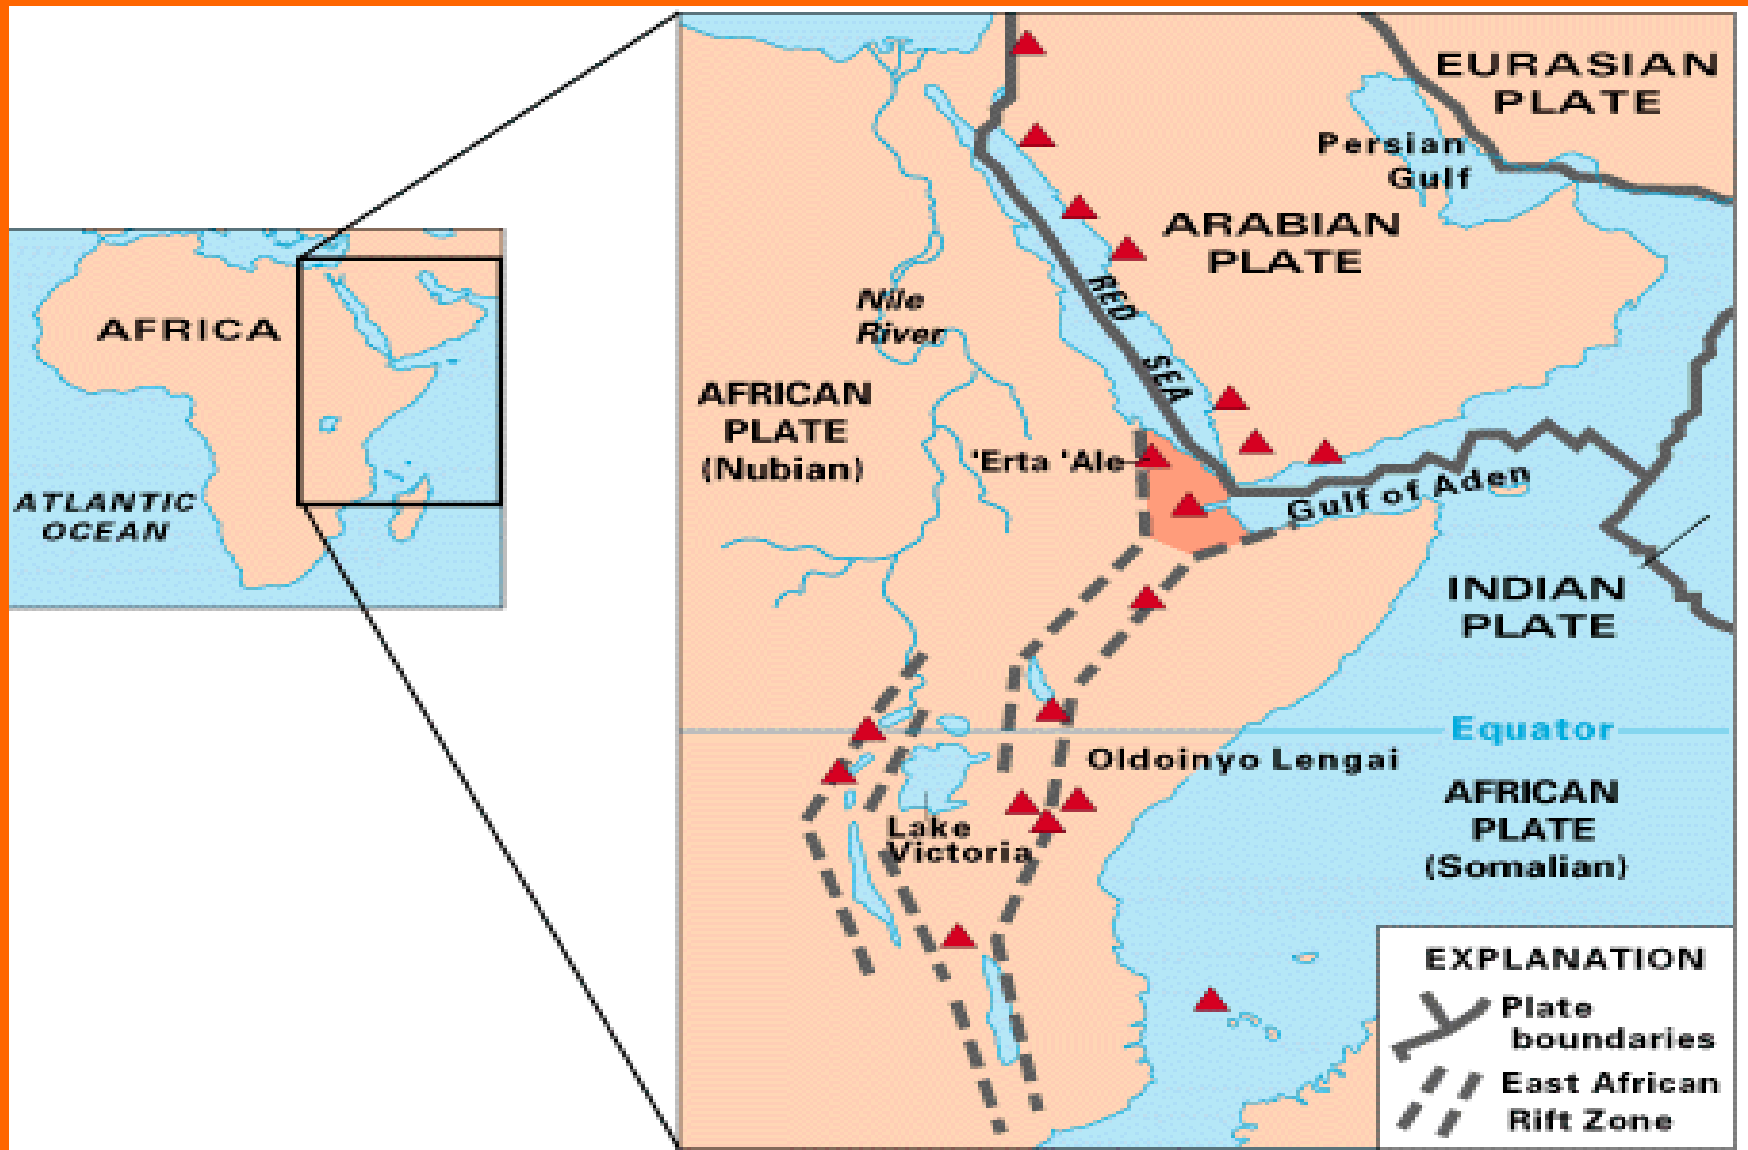 AFRICA
ATLANTIC
OCEAN
EURASIAN
PLATE
Persian
Gulf
ARABIAN
PLATE
RED
SEA
Nile
River
AFRICAN
PLATE
(Nubian)
'Erta 'Ale
Gulf of Aden
INDIAN
PLATE
Equator
Oldoinyo Lengai
Lake
Victoria
AFRICAN
PLATE
(Somalian)
EXPLANATION
Plate
boundaries
East African
Rift Zone